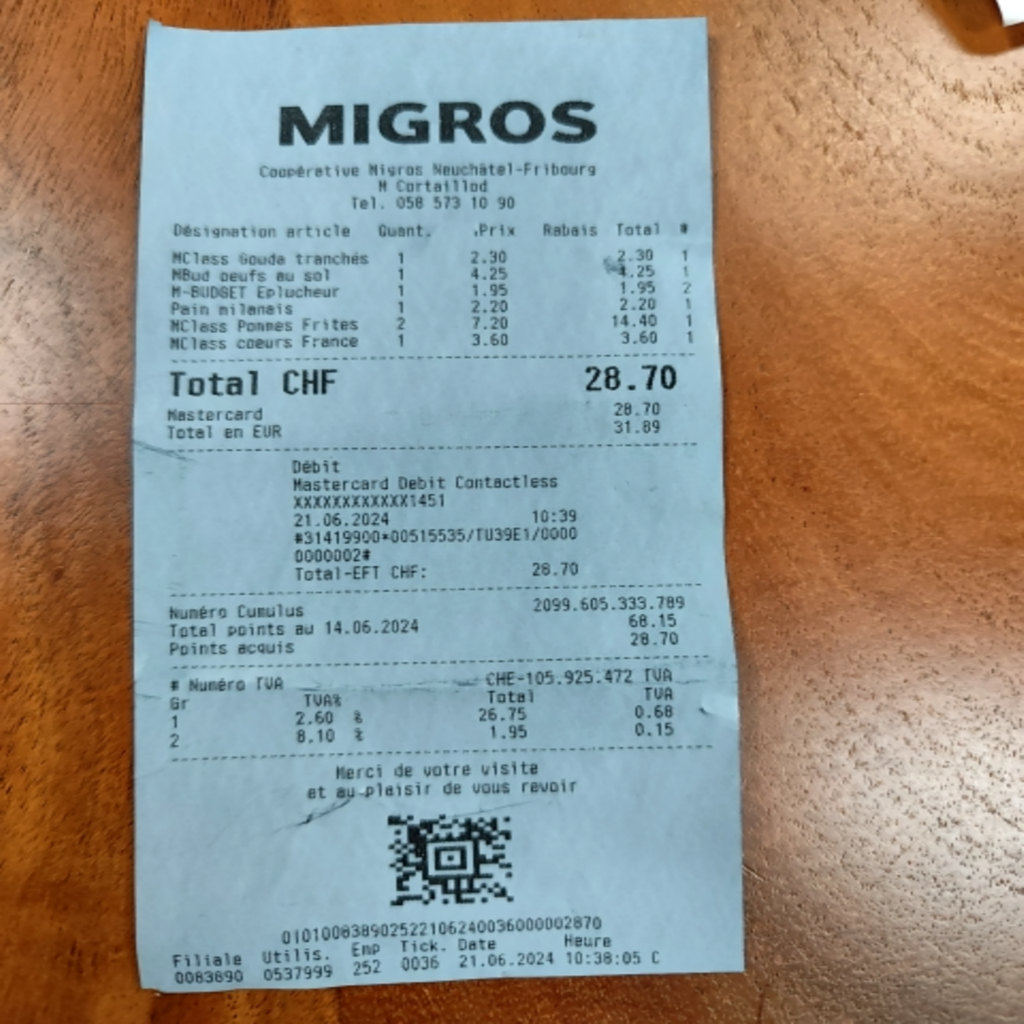 MIGROS
Coopérative Migros Neuchâtel-Fribourg
M Cortaillod
Tel. 058 573 10 90
Désignation article Quant. .Prix Rabais Total #
MClass Gouda tranchés 1 2.30 2.30 1
MBud oeufs au sol 1 4.25 4.25 1
M-BUDGET Eplucheur 1 1.95 1.95 2
Pain milanais 1 2.20 2.20 1
MClass Pommes Frites 2 7.20 14.40 1
MClass coeurs France 1 3.60 3.60 1
Total CHF 28.70
Mastercard 28.70
Total en EUR 31.89
Débit
Mastercard Debit Contactless
XXXXXXXXXXXX1451
21.06.2024 10:39
#31419900*00515535/TU39E1/0000
0000002#
Total-EFT CHF: 28.70
Numéro Cumulus 2099.605.333.789
Total points au 14.06.2024 68.15
Points acquis 28.70
# Numéro TVA CHE-105.925.472 TVA
Gr TVA% Total TVA
1 2.60 % 26.75 0.68
2 8.10 % 1.95 0.15
Merci de votre visite
et au plaisir de vous revoir
01010083890252210624003600002870
Filiale Utilis. Emp Tick. Date Heure
0083890 0537999 252 0036 21.06.2024 10:38:05 C